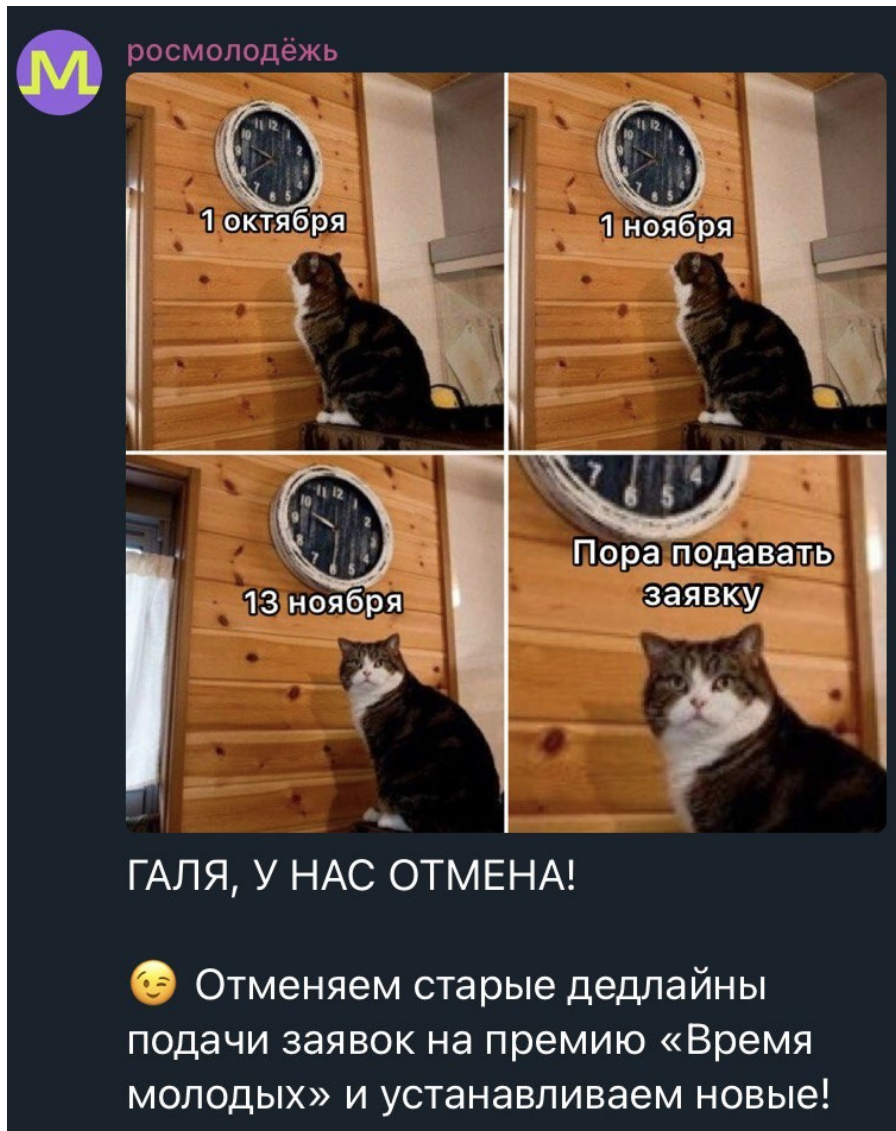 росмолодёжь
1 октября
1 ноября
13 ноября
Пора подавать
заявку
ГАЛЯ, У НАС ОТМЕНА!
😉 Отменяем старые дедлайны
подачи заявок на премию «Время
молодых» и устанавливаем новые!